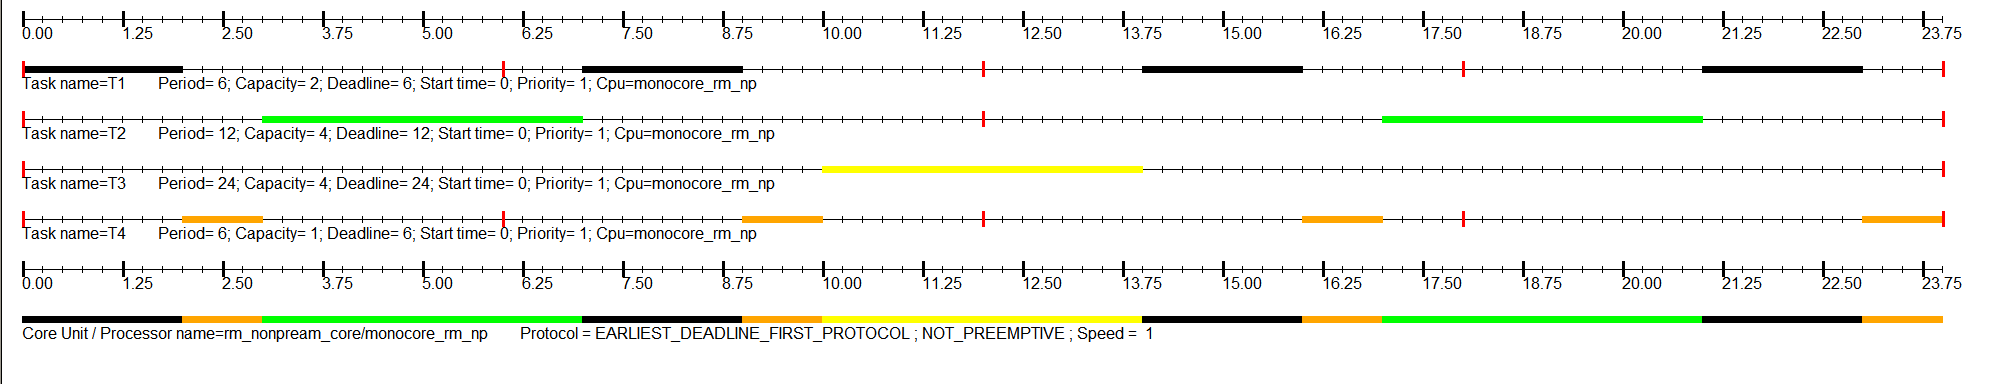 0.00 1.25 2.50 3.75 5.00 6.25 7.50 8.75 10.00 11.25 12.50 13.75 15.00 16.25 17.50 18.75 20.00 21.25 22.50 23.75
Task name=T1 Period= 6; Capacity= 2; Deadline= 6; Start time= 0; Priority= 1; Cpu=monocore_rm_np
Task name=T2 Period= 12; Capacity= 4; Deadline= 12; Start time= 0; Priority= 1; Cpu=monocore_rm_np
Task name=T3 Period= 24; Capacity= 4; Deadline= 24; Start time= 0; Priority= 1; Cpu=monocore_rm_np
Task name=T4 Period= 6; Capacity= 1; Deadline= 6; Start time= 0; Priority= 1; Cpu=monocore_rm_np
0.00 1.25 2.50 3.75 5.00 6.25 7.50 8.75 10.00 11.25 12.50 13.75 15.00 16.25 17.50 18.75 20.00 21.25 22.50 23.75
Core Unit / Processor name=rm_nonpream_core/monocore_rm_np Protocol = EARLIEST_DEADLINE_FIRST_PROTOCOL ; NOT_PREEMPTIVE ; Speed = 1